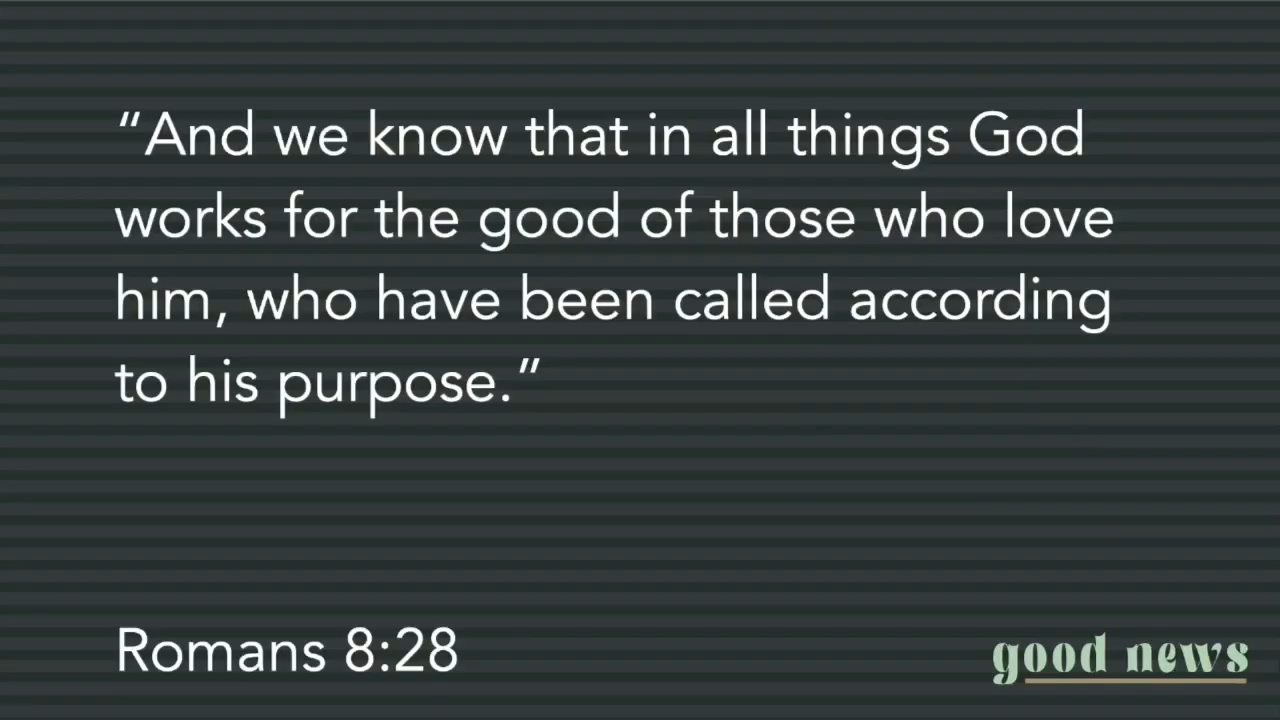 “And we know that in all things God
works for the good of those who love
him, who have been called according
to his purpose.”
Romans 8:28
good news